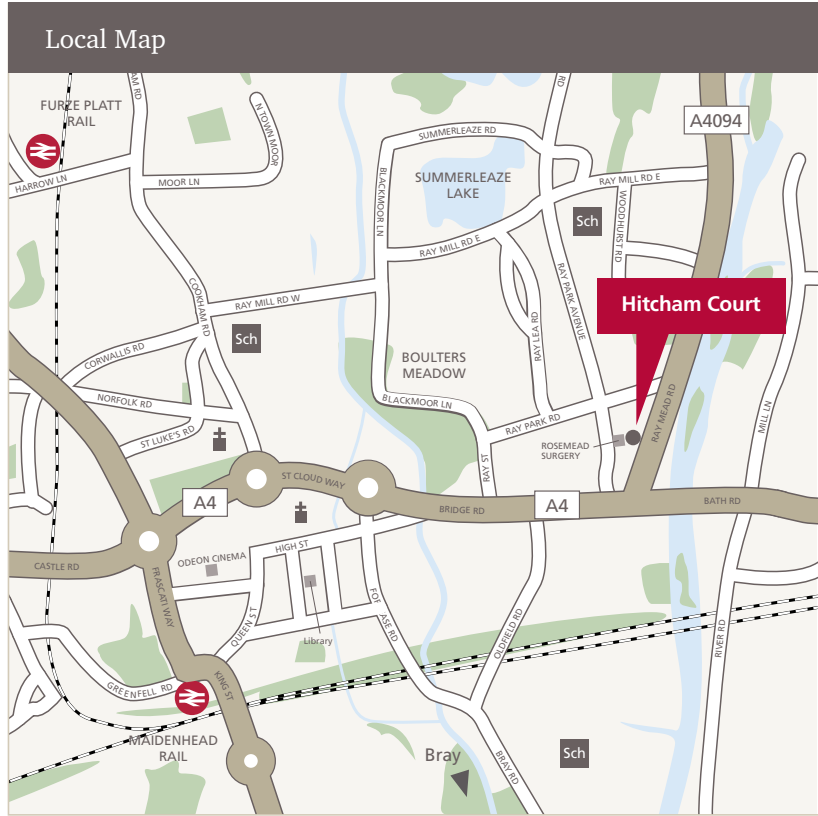 Local Map
FURZE PLATT
RAIL
AM RD
N TOWN MOOR
RD
A4094
SUMMERLEAZE RD
HARROW LN
MOOR LN
BLACKMOOR LN
SUMMERLEAZE
LAKE
RAY MILL RD E
WOODHURST RD
Sch
RAY MILL RD E
COOKHAM RD
RAY MILL RD W
RAY PARK AVENUE
Hitcham Court
Sch
RAY LEA RD
CORWALLIS RD
BOULTERS
MEADOW
NORFOLK RD
BLACKMOOR LN
RAY MEAD RD
MILL LN
ST LUKE'S RD
RAY PARK RD
ROSEMEAD
SURGERY
RAY ST
ST CLOUD WAY
A4
A4
BRIDGE RD
BATH RD
CASTLE RD
ODEON CINEMA
HIGH ST
FRASCATI WAY
QUEEN ST
Library
FOR
ASE RD
OLDFIELD RD
RIVER RD
GREENFELL RD
KING ST
MAIDENHEAD
RAIL
Bray
BRAY RD
Sch